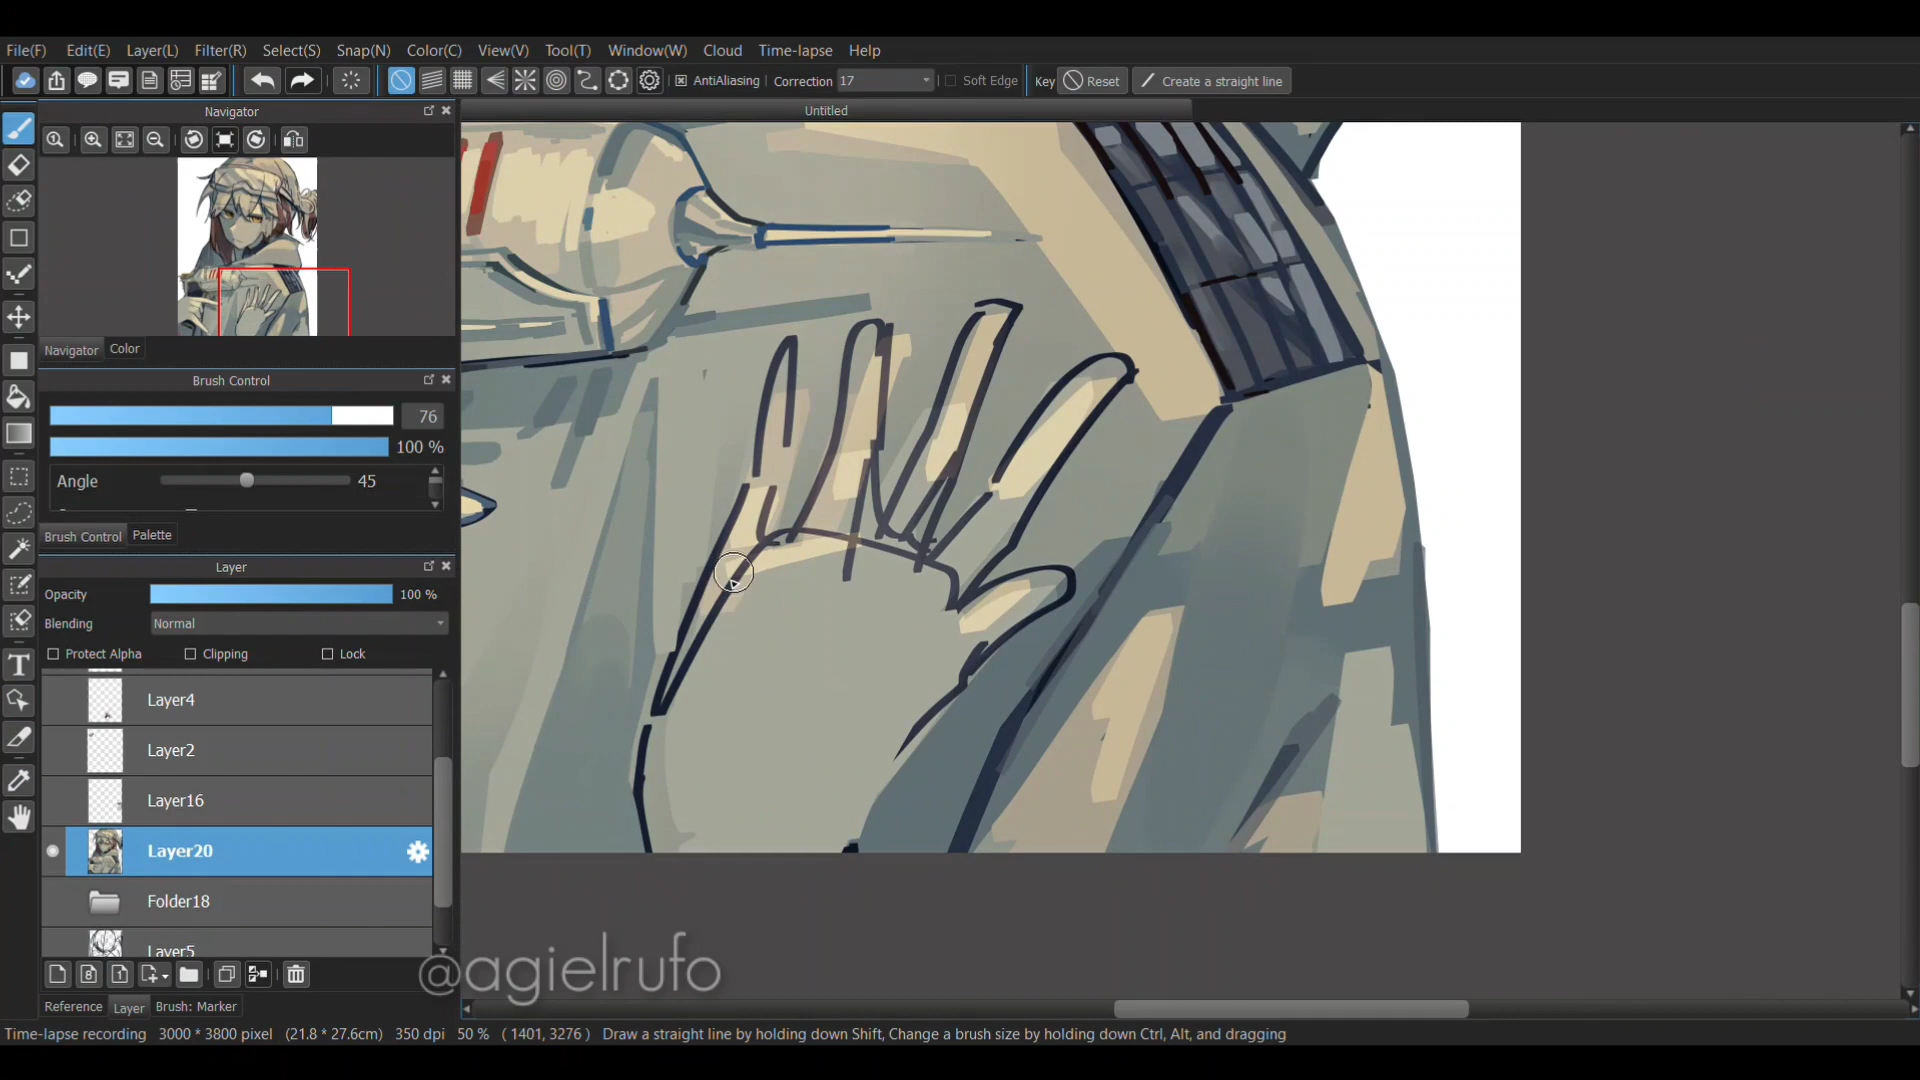 File(F) Edit(E) Layer(L) Filter(R) Select(S) Snap(N) Color(C) View(V) Tool(T) Window(W) Cloud Time-lapse Help
AntiAliasing Correction 17 Soft Edge Key Reset Create a straight line
Navigator
Untitled
Navigator Color
Brush Control
76
100 %
Angle 45
Brush Control Palette
Layer
Opacity 100 %
Blending Normal
Protect Alpha Clipping Lock
Layer4
Layer2
Layer16
Layer20
Folder18
Layer5
@agielrufo
Reference Layer Brush: Marker
Time-lapse recording 3000 * 3800 pixel (21.8 * 27.6cm) 350 dpi 50 % ( 1401, 3276 ) Draw a straight line by holding down Shift, Change a brush size by holding down Ctrl, Alt, and dragging